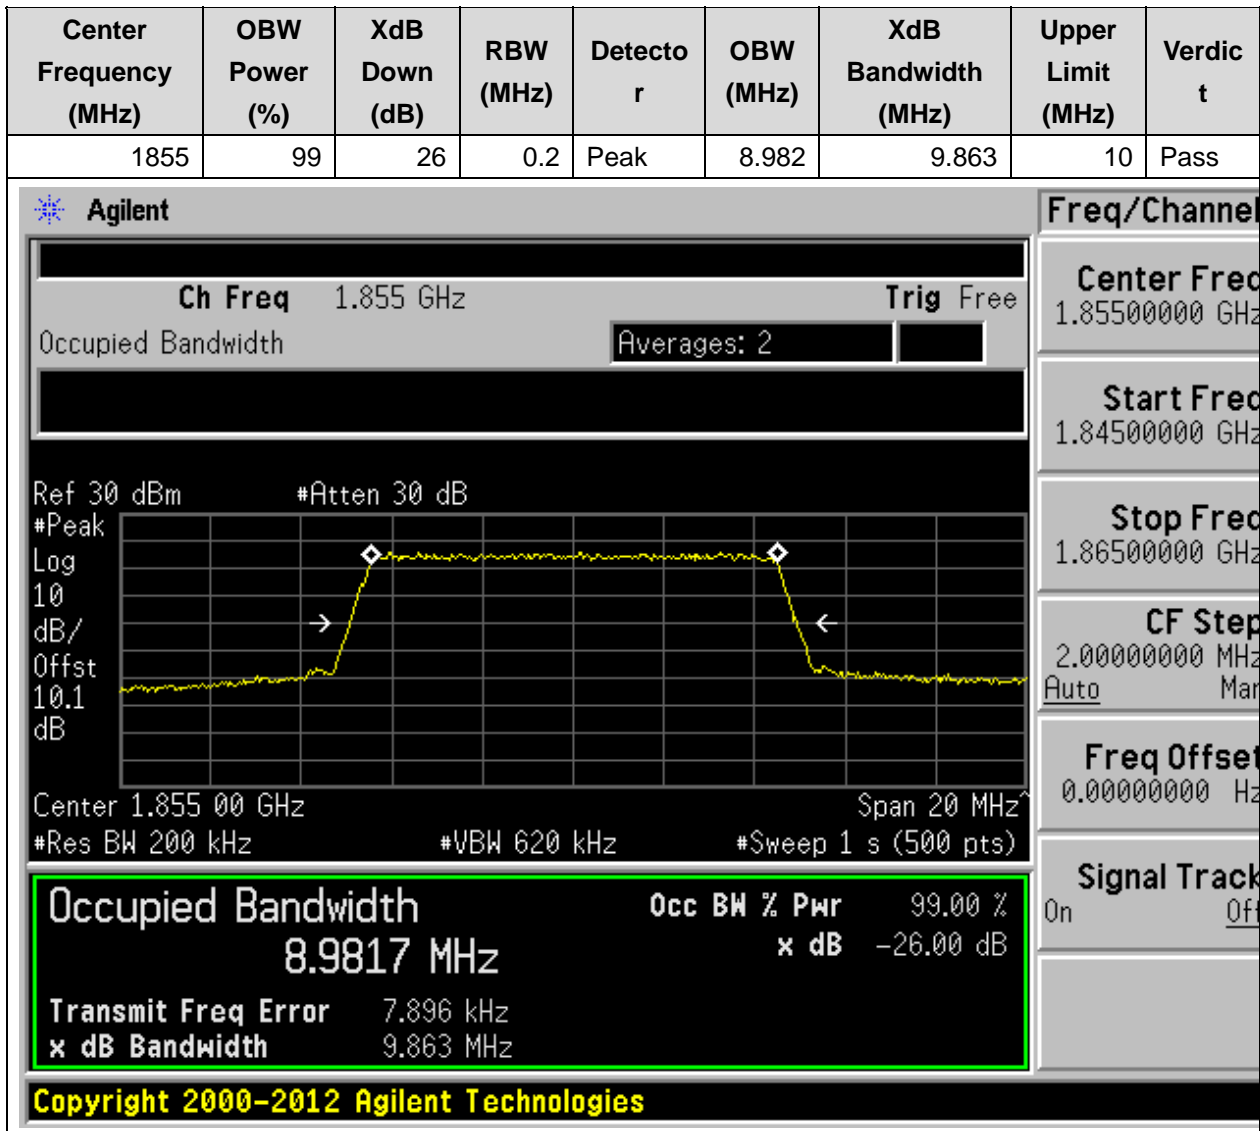 Center Frequency (MHz) OBW Power (%) XdB Down (dB) RBW (MHz) Detecto r OBW (MHz) XdB Bandwidth (MHz) Upper Limit (MHz) Verdic t
1855 99 26 0.2 Peak 8.982 9.863 10 Pass
Agilent
Ch Freq 1.855 GHz Trig Free
Occupied Bandwidth Averages: 2
Ref 30 dBm #Atten 30 dB
#Peak
Log
10
dB/
Offst
10.1
dB
Center 1.855 00 GHz Span 20 MHz^
#Res BW 200 kHz #VBW 620 kHz #Sweep 1 s (500 pts)
Occupied Bandwidth Occ BW % Pwr 99.00 %
8.9817 MHz x dB -26.00 dB
Transmit Freq Error 7.896 kHz
x dB Bandwidth 9.863 MHz
Copyright 2000-2012 Agilent Technologies
Freq/Channel
Center Freq
1.85500000 GHz
Start Freq
1.84500000 GHz
Stop Freq
1.86500000 GHz
CF Step
2.00000000 MHz
Auto Man
Freq Offset
0.00000000 Hz
Signal Track
On Off